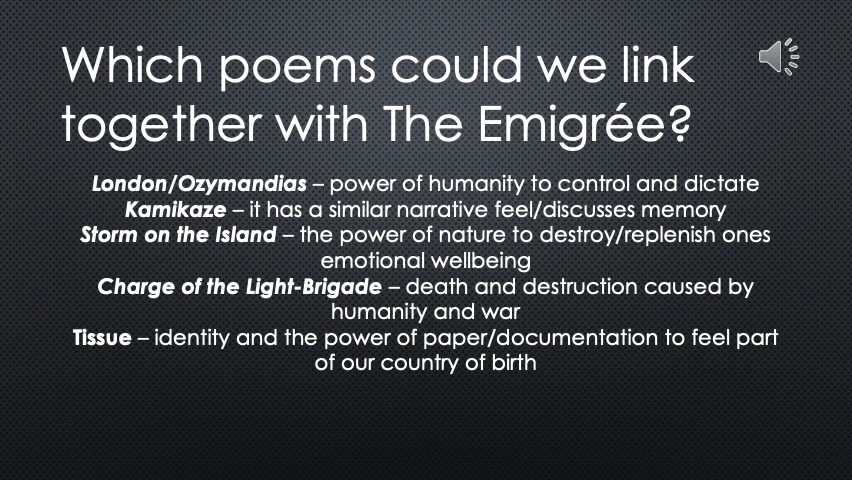 Which poems could we link
together with The Emigrée?
London/Ozymandias – power of humanity to control and dictate
Kamikaze – it has a similar narrative feel/discusses memory
Storm on the Island – the power of nature to destroy/replenish ones
emotional wellbeing
Charge of the Light-Brigade – death and destruction caused by
humanity and war
Tissue – identity and the power of paper/documentation to feel part
of our country of birth